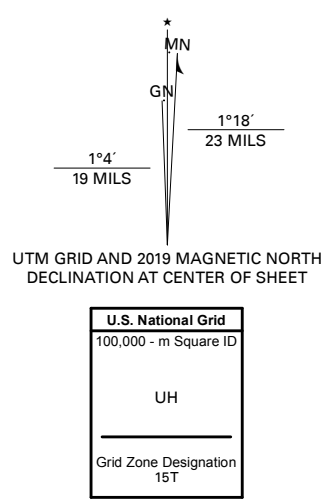 ★
MN
GN
1°18´
23 MILS
1°4´
19 MILS
UTM GRID AND 2019 MAGNETIC NORTH
DECLINATION AT CENTER OF SHEET
U.S. National Grid
100,000 - m Square ID
UH
Grid Zone Designation
15T